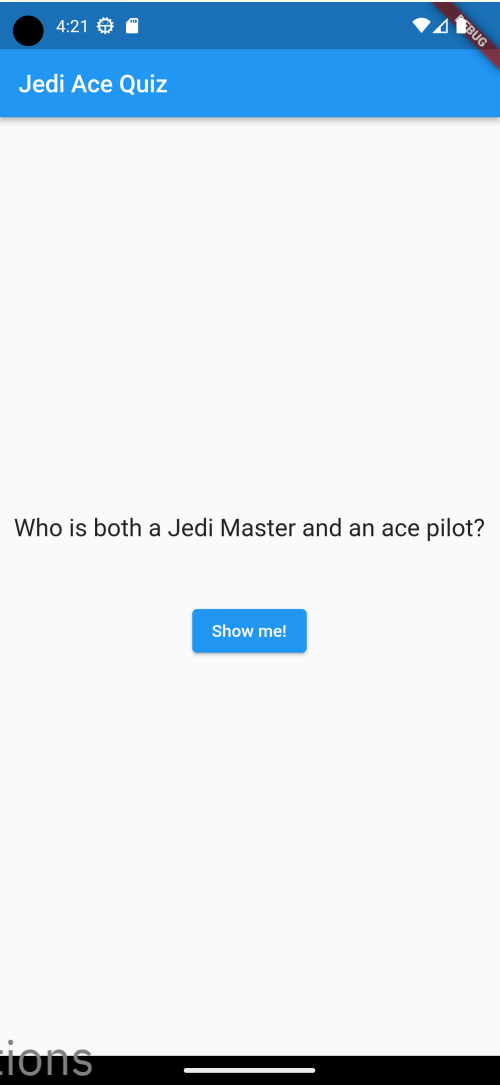 4:21
DEBUG
Jedi Ace Quiz
Who is both a Jedi Master and an ace pilot?
Show me!
tions